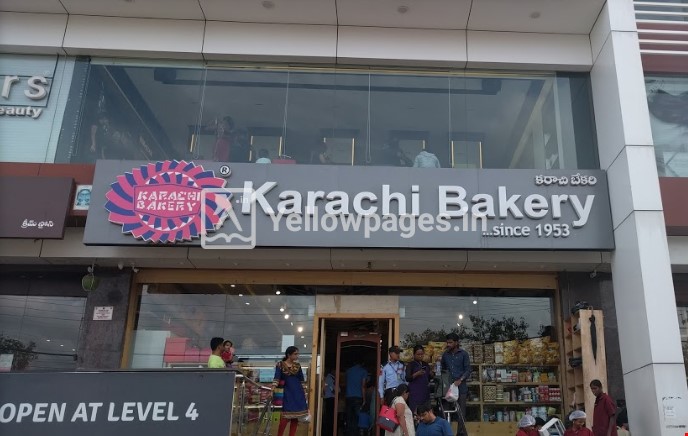 rs
eauty
KARACHI
BAKERY
®
Karachi Bakery
కరాచి బేకరి
...since 1953
Yellowpages.in
OPEN AT LEVEL 4